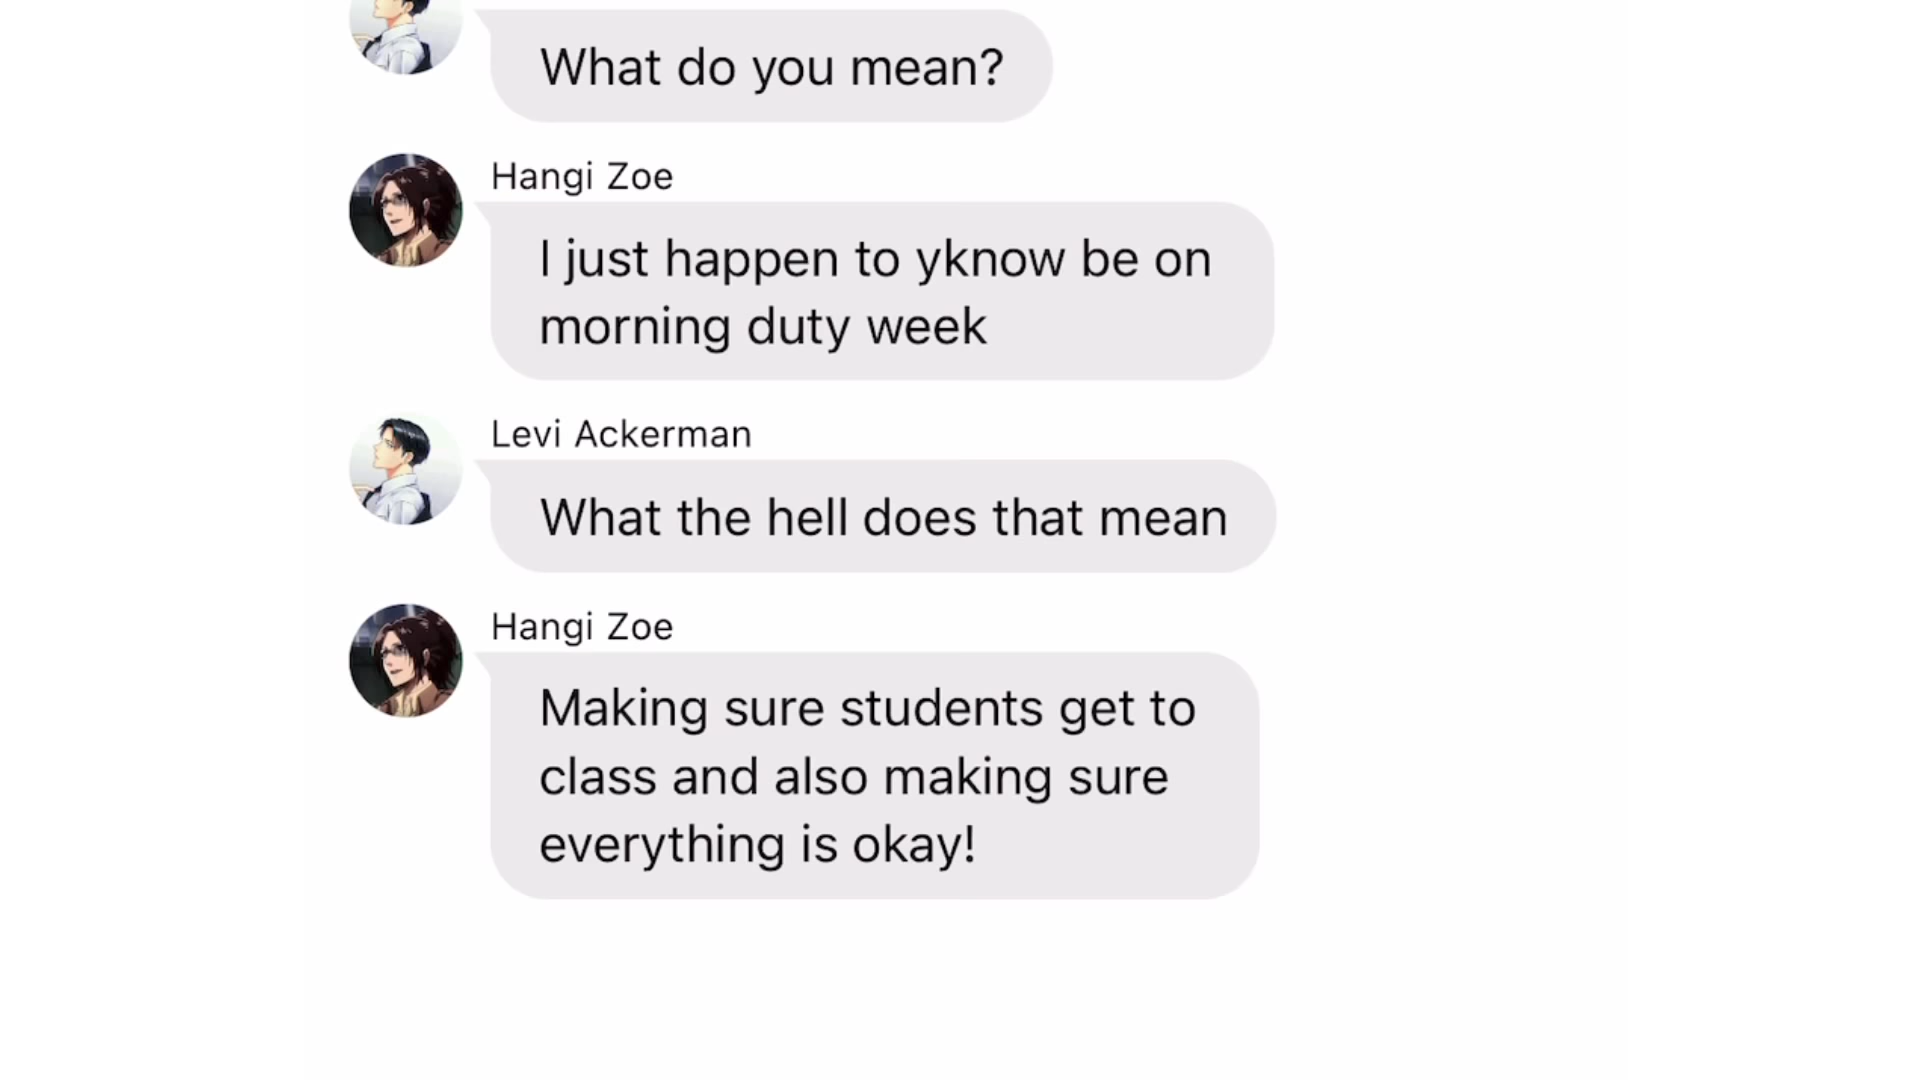 What do you mean?
Hangi Zoe
I just happen to yknow be on
morning duty week
Levi Ackerman
What the hell does that mean
Hangi Zoe
Making sure students get to
class and also making sure
everything is okay!